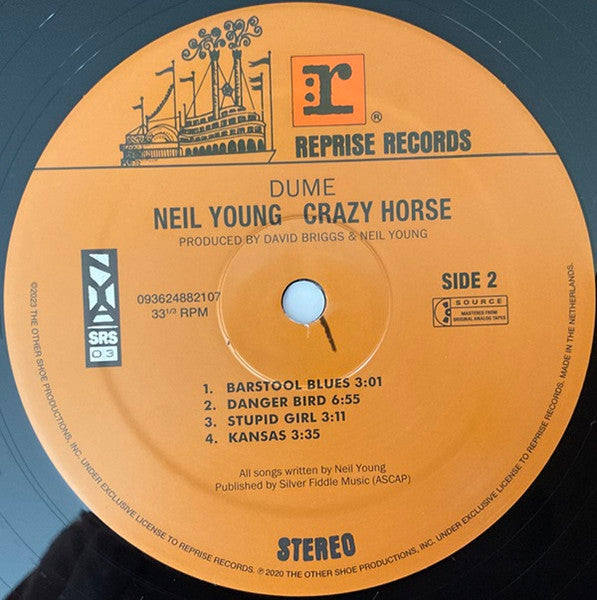 r
®
REPRISE RECORDS
DUME
NEIL YOUNG CRAZY HORSE
PRODUCED BY DAVID BRIGGS & NEIL YOUNG
SRS
03
093624882107
33 1/3 RPM
SIDE 2
SOURCE
MASTERED FROM
ORIGINAL ANALOG TAPES
1. BARSTOOL BLUES 3:01
2. DANGER BIRD 6:55
3. STUPID GIRL 3:11
4. KANSAS 3:35
All songs written by Neil Young
Published by Silver Fiddle Music (ASCAP)
STEREO
©2023 THE OTHER SHOE PRODUCTIONS, INC. UNDER EXCLUSIVE LICENSE TO REPRISE RECORDS. ℗2020 THE OTHER SHOE PRODUCTIONS, INC. UNDER EXCLUSIVE LICENSE TO REPRISE RECORDS. MADE IN THE NETHERLANDS.